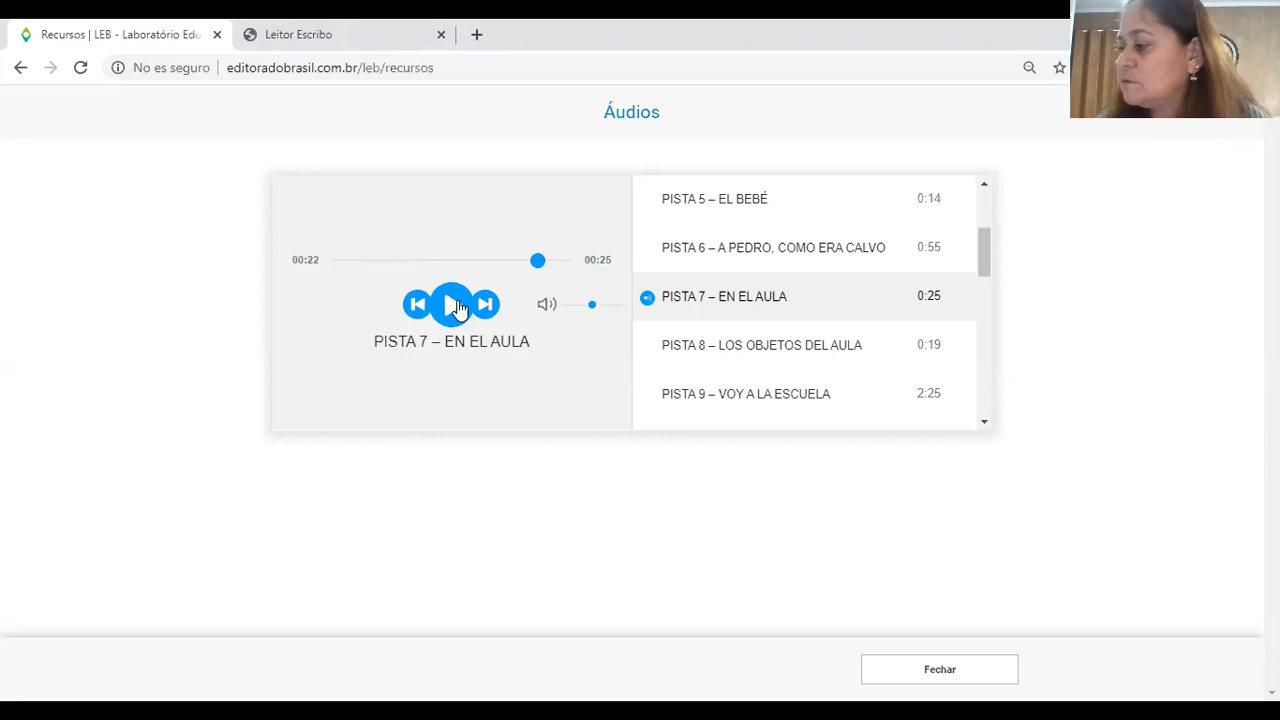 Recursos | LEB - Laboratório Edu
Leitor Escribo
No es seguro
editoradobrasil.com.br/leb/recursos
Áudios
00:22
00:25
PISTA 7 – EN EL AULA
PISTA 5 – EL BEBÉ 0:14
PISTA 6 – A PEDRO, COMO ERA CALVO 0:55
PISTA 7 – EN EL AULA 0:25
PISTA 8 – LOS OBJETOS DEL AULA 0:19
PISTA 9 – VOY A LA ESCUELA 2:25
Fechar